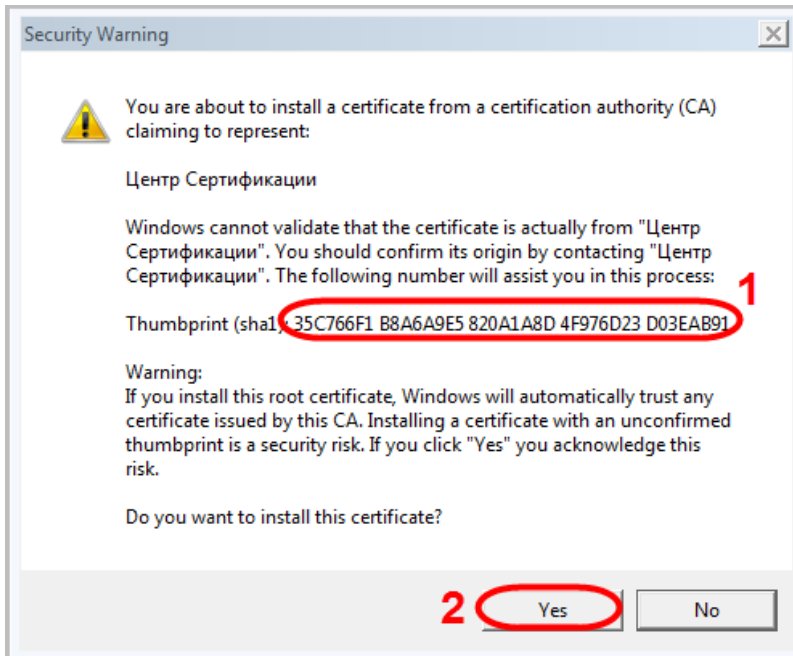 Security Warning
You are about to install a certificate from a certification authority (CA)
claiming to represent:
Центр Сертификации
Windows cannot validate that the certificate is actually from "Центр
Сертификации". You should confirm its origin by contacting "Центр
Сертификации". The following number will assist you in this process:
1
Thumbprint (sha1): 35C766F1 B8A6A9E5 820A1A8D 4F976D23 D03EAB91
Warning:
If you install this root certificate, Windows will automatically trust any
certificate issued by this CA. Installing a certificate with an unconfirmed
thumbprint is a security risk. If you click "Yes" you acknowledge this
risk.
Do you want to install this certificate?
2 Yes No